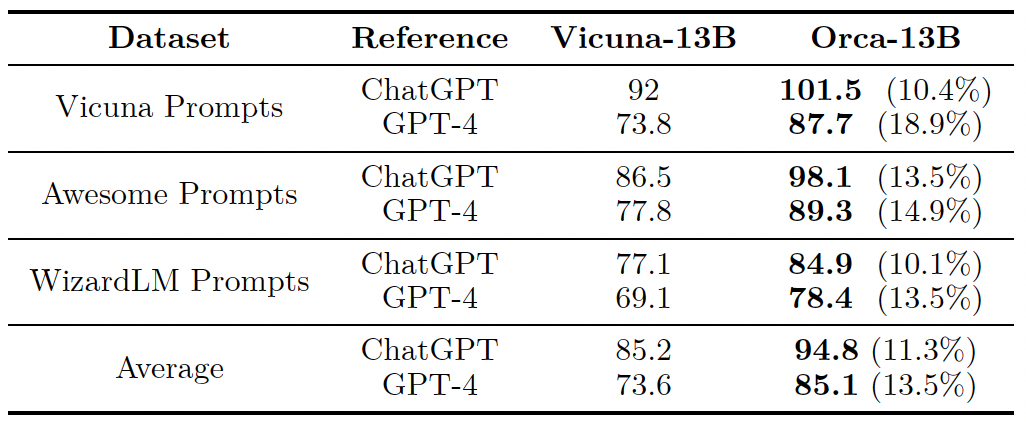 Dataset Reference Vicuna-13B Orca-13B
Vicuna Prompts ChatGPT 92 101.5 (10.4%)
GPT-4 73.8 87.7 (18.9%)
Awesome Prompts ChatGPT 86.5 98.1 (13.5%)
GPT-4 77.8 89.3 (14.9%)
WizardLM Prompts ChatGPT 77.1 84.9 (10.1%)
GPT-4 69.1 78.4 (13.5%)
Average ChatGPT 85.2 94.8 (11.3%)
GPT-4 73.6 85.1 (13.5%)